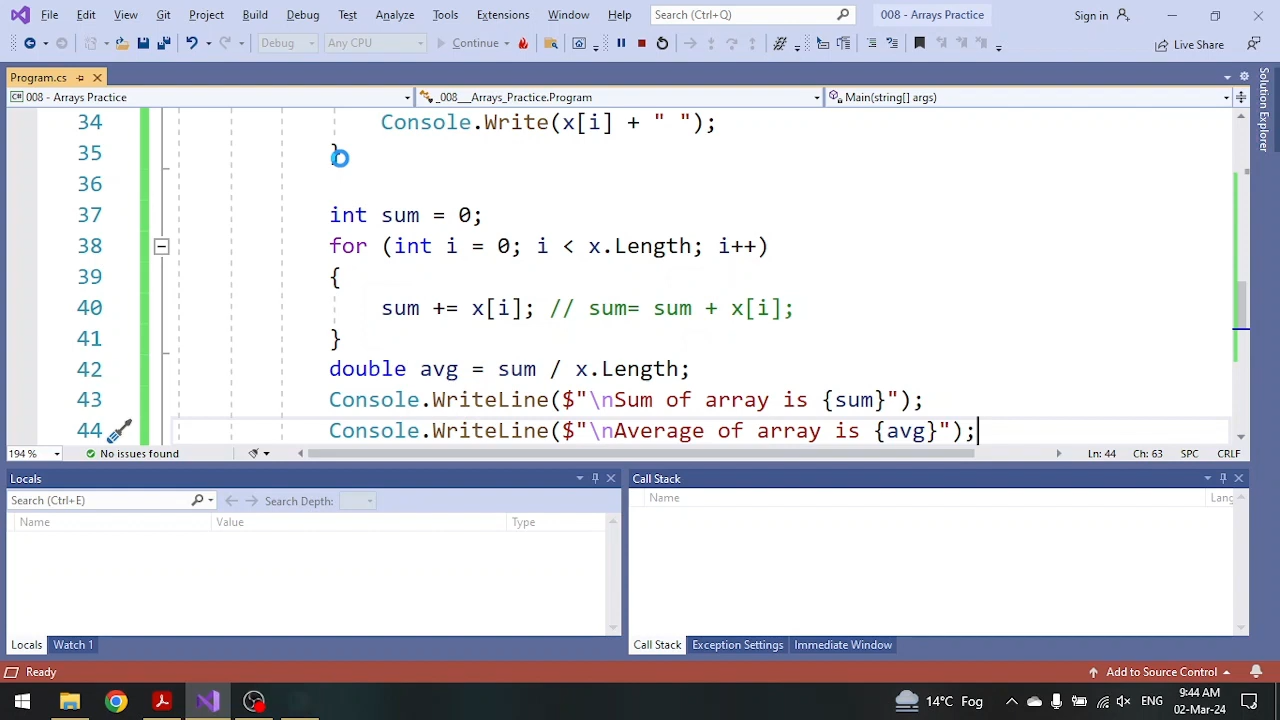 File Edit View Git Project Build Debug Test Analyze Tools Extensions Window Help Search (Ctrl+Q) 008 - Arrays Practice Sign in
Debug Any CPU Continue Live Share
Program.cs
008 - Arrays Practice _008___Arrays_Practice.Program Main(string[] args)
Solution Explorer
34 Console.Write(x[i] + " ");
35 }
36
37 int sum = 0;
38 for (int i = 0; i < x.Length; i++)
39 {
40 sum += x[i]; // sum= sum + x[i];
41 }
42 double avg = sum / x.Length;
43 Console.WriteLine($"\nSum of array is {sum}");
44 Console.WriteLine($"\nAverage of array is {avg}");
194 % No issues found Ln: 44 Ch: 63 SPC CRLF
Locals
Search (Ctrl+E) Search Depth:
Name Value Type
Locals Watch 1
Call Stack
Name Lang
Call Stack Exception Settings Immediate Window
Ready Add to Source Control
14°C Fog ENG 9:44 AM
02-Mar-24